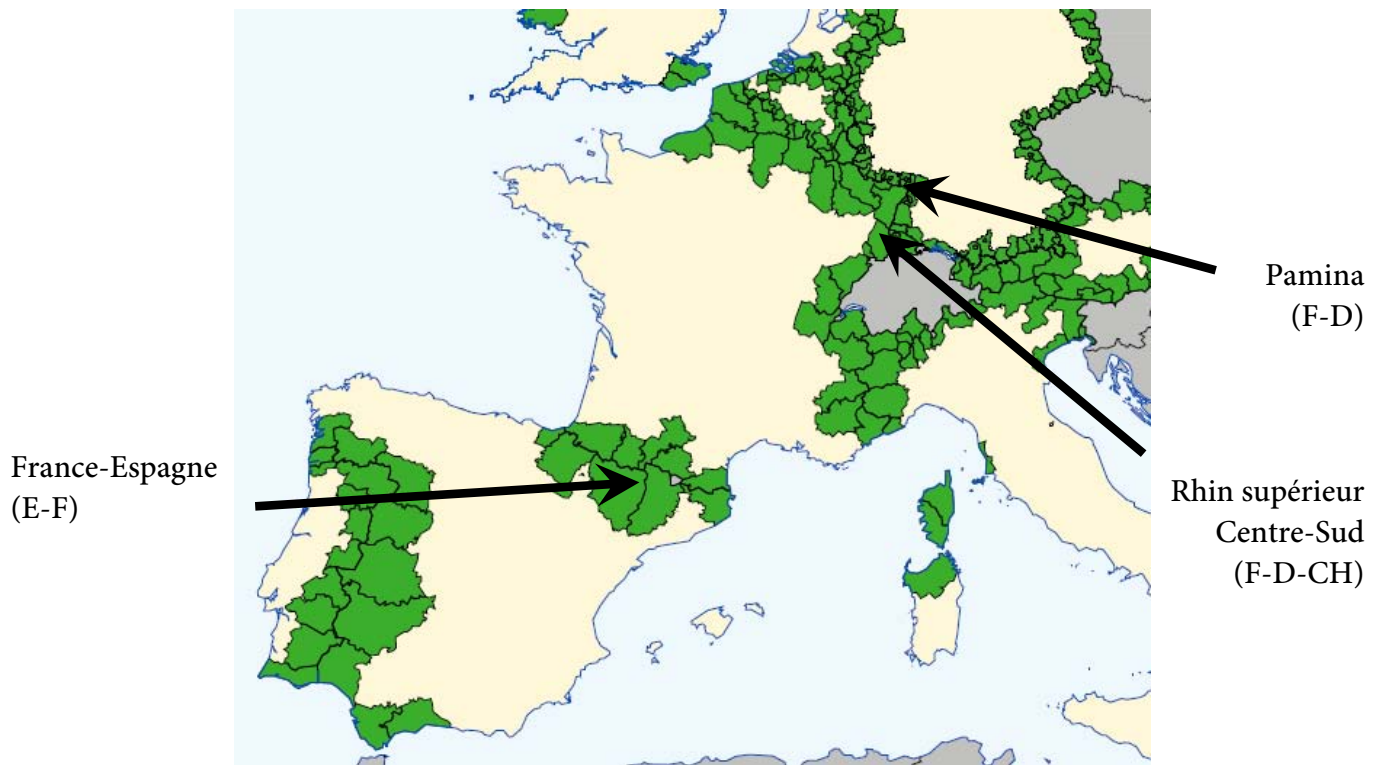 Pamina
(F-D)
France-Espagne
(E-F)
Rhin supérieur
Centre-Sud
(F-D-CH)